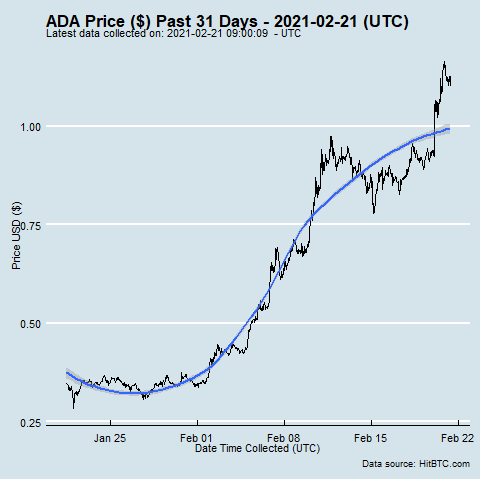 ADA Price ($) Past 31 Days - 2021-02-21 (UTC)
Latest data collected on: 2021-02-21 09:00:09 - UTC
Price USD ($)
1.00
0.75
0.50
0.25
Jan 25 Feb 01 Feb 08 Feb 15 Feb 22
Date Time Collected (UTC)
Data source: HitBTC.com